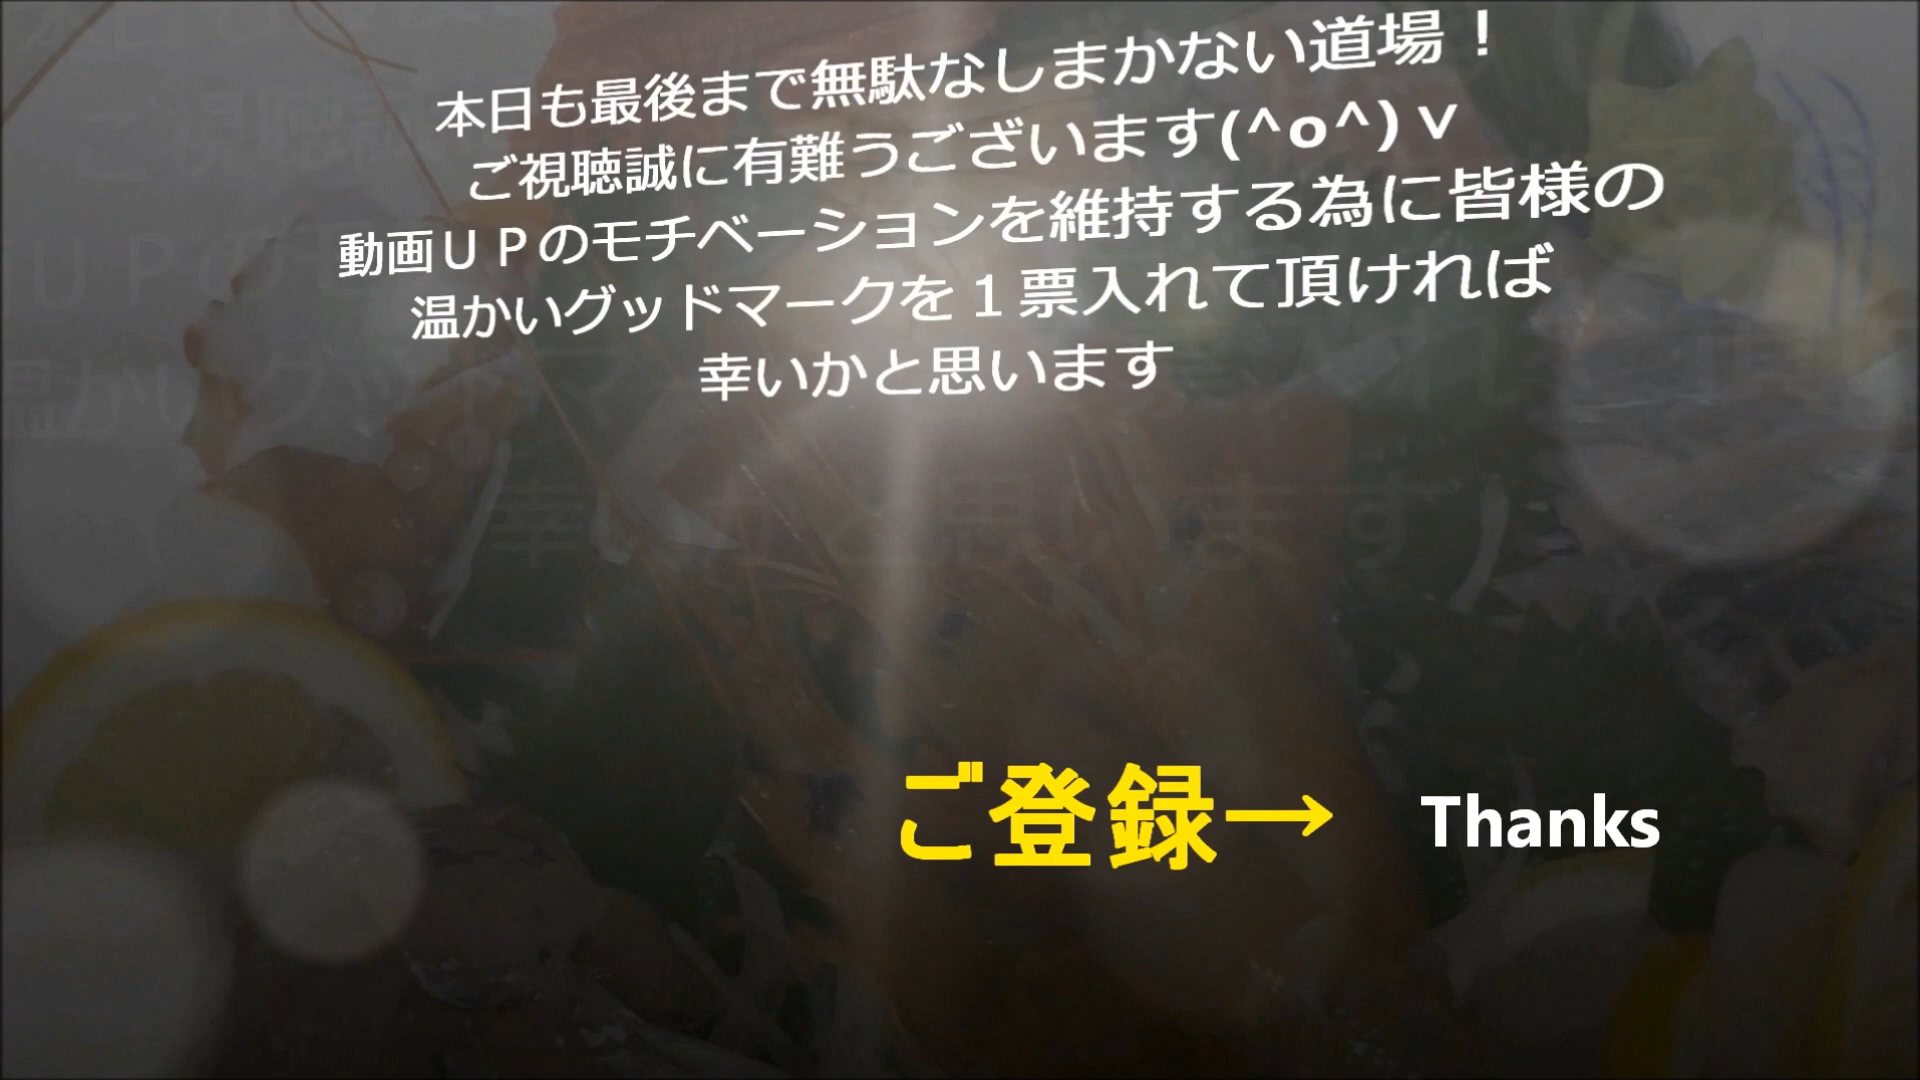 本日も最後まで無駄なしまかない道場！
ご視聴誠に有難うございます(^o^)ｖ
動画ＵＰのモチベーションを維持する為に皆様の
温かいグッドマークを１票入れて頂ければ
幸いかと思います
ご登録→ Thanks